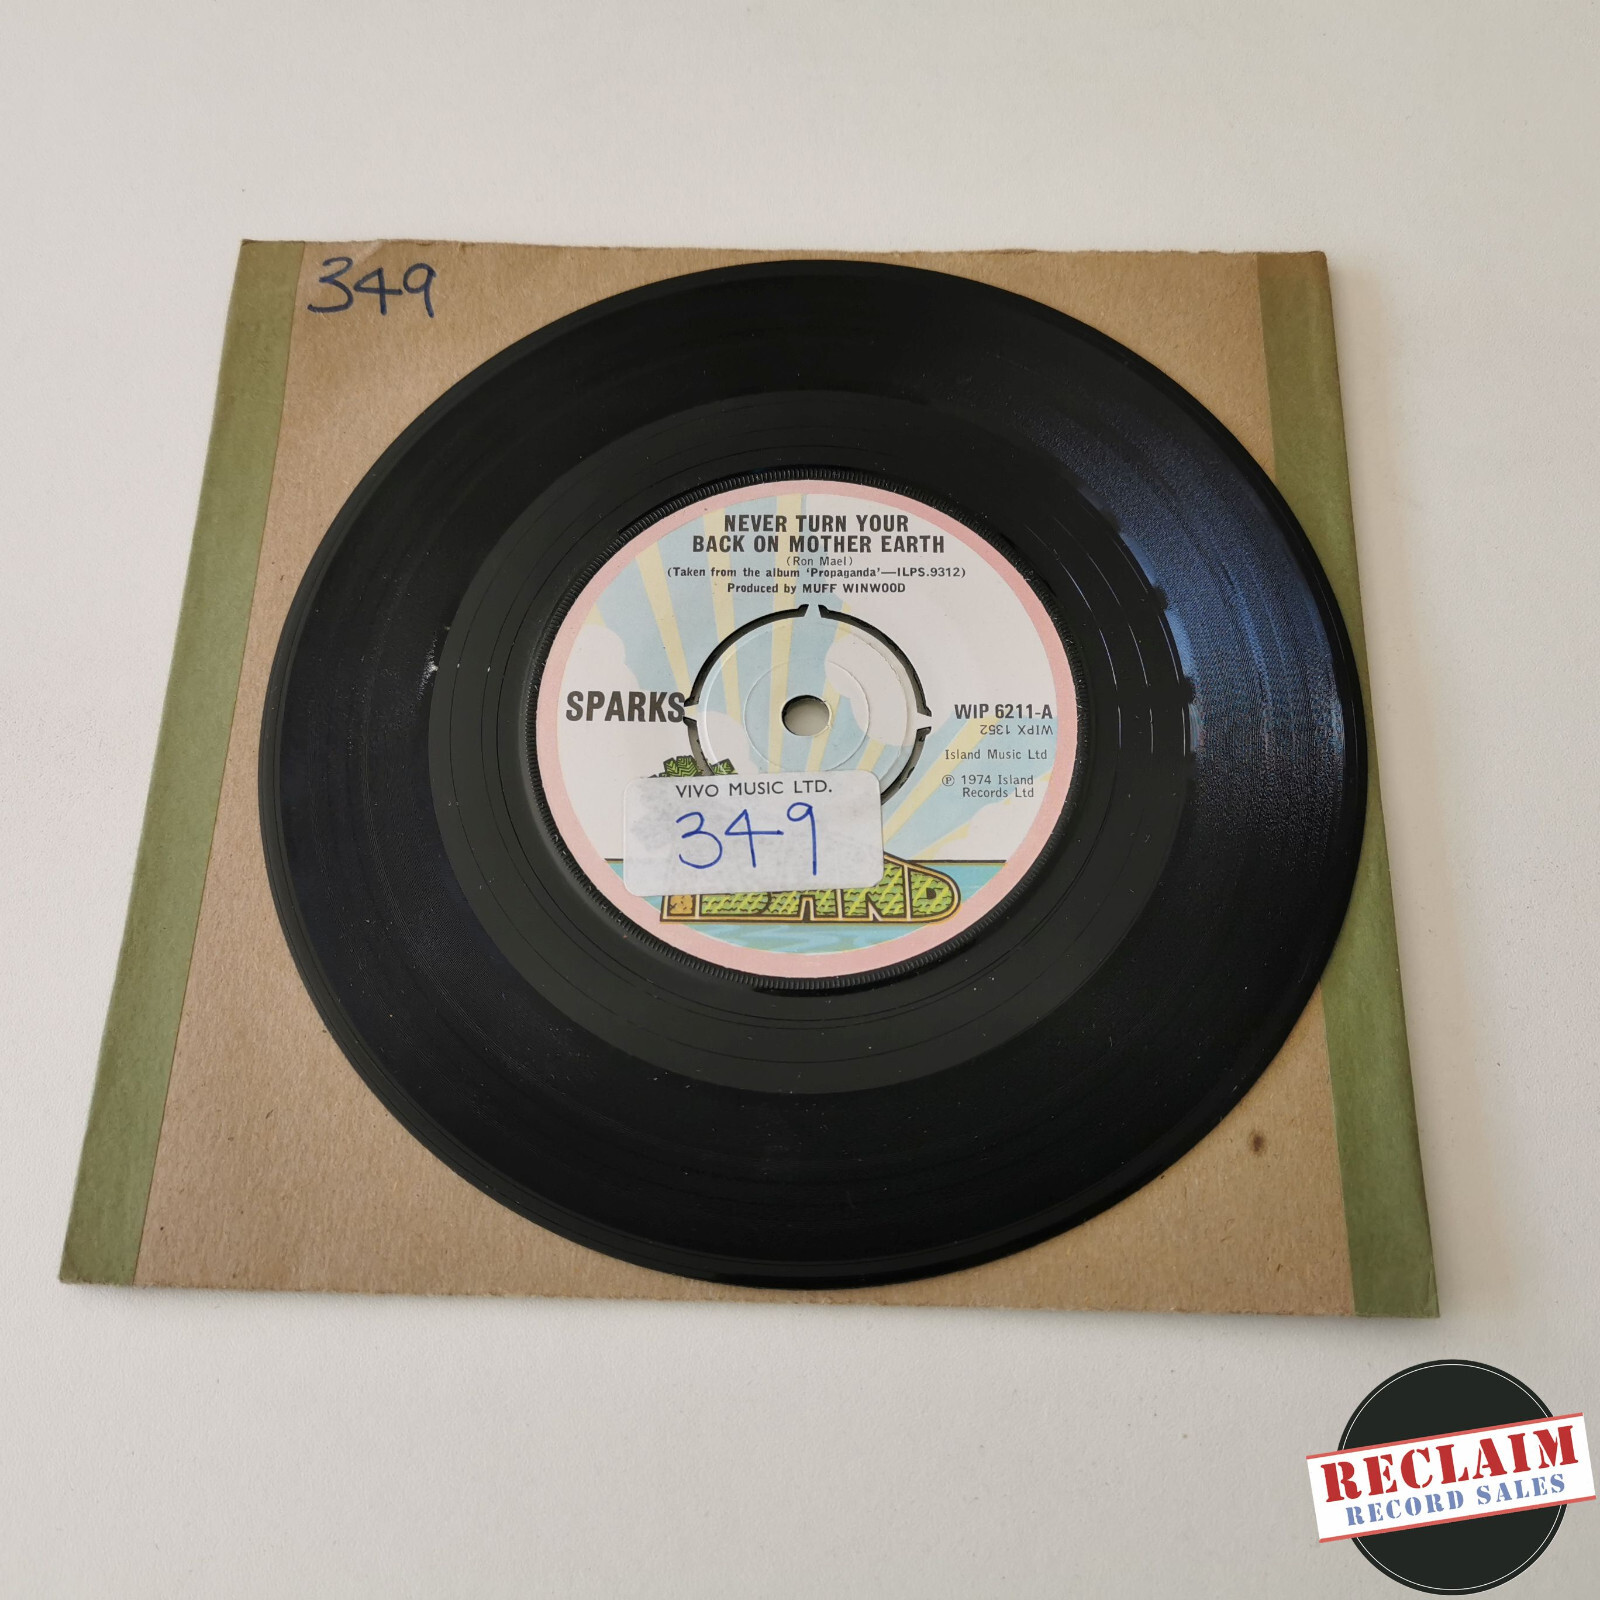 349
NEVER TURN YOUR
BACK ON MOTHER EARTH
(Ron Mael)
(Taken from the album 'Propaganda'—ILPS.9312)
Produced by MUFF WINWOOD
SPARKS
WIP 6211-A
WIPX 1352
Island Music Ltd
℗ 1974 Island
Records Ltd
VIVO MUSIC LTD.
349
ISLAND
RECLAIM
RECORD SALES